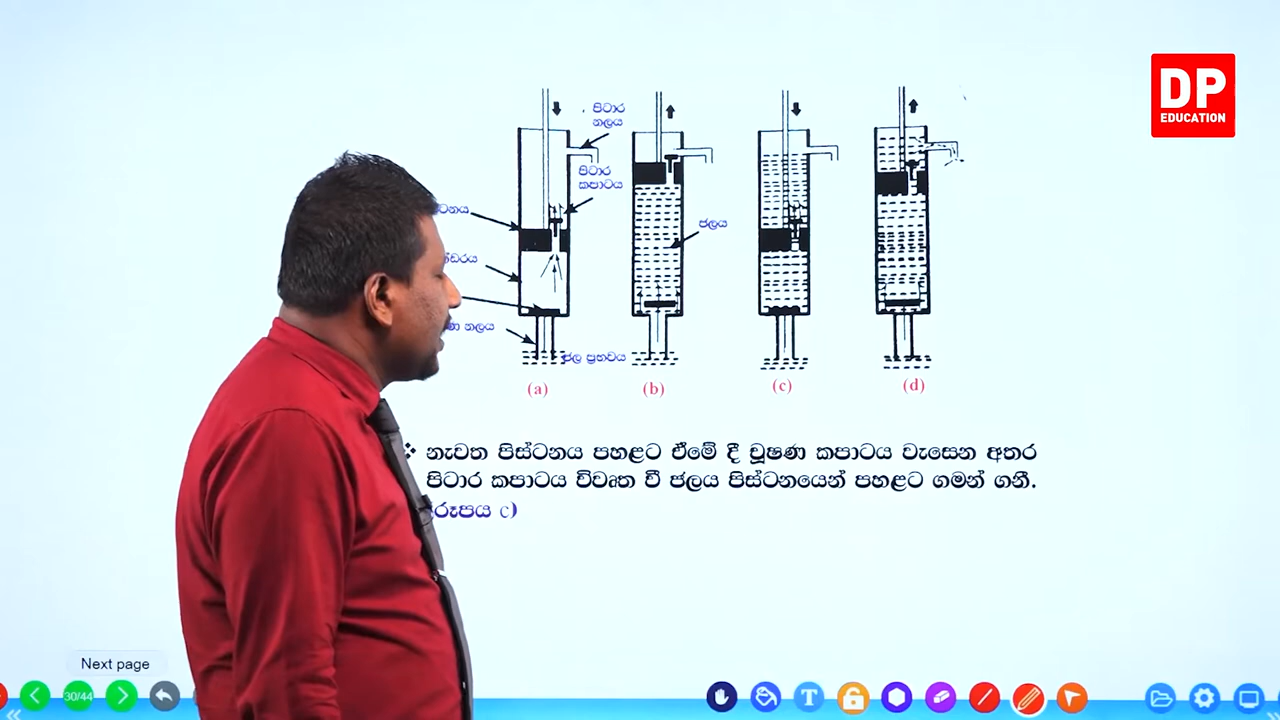 DP
EDUCATION
පිටාර
නලය
පිටාර
කපාටය
ජලය
නලය
ජල ප්‍රභවය
(a)
(b)
(c)
(d)
❖ නැවත පිස්ටනය පහළට ඒමේ දී චූෂණ කපාටය වැසෙන අතර
පිටාර කපාටය විවෘත වී ජලය පිස්ටනයෙන් පහළට ගමන් ගනී.
රූපය c)
Next page
30/44
T